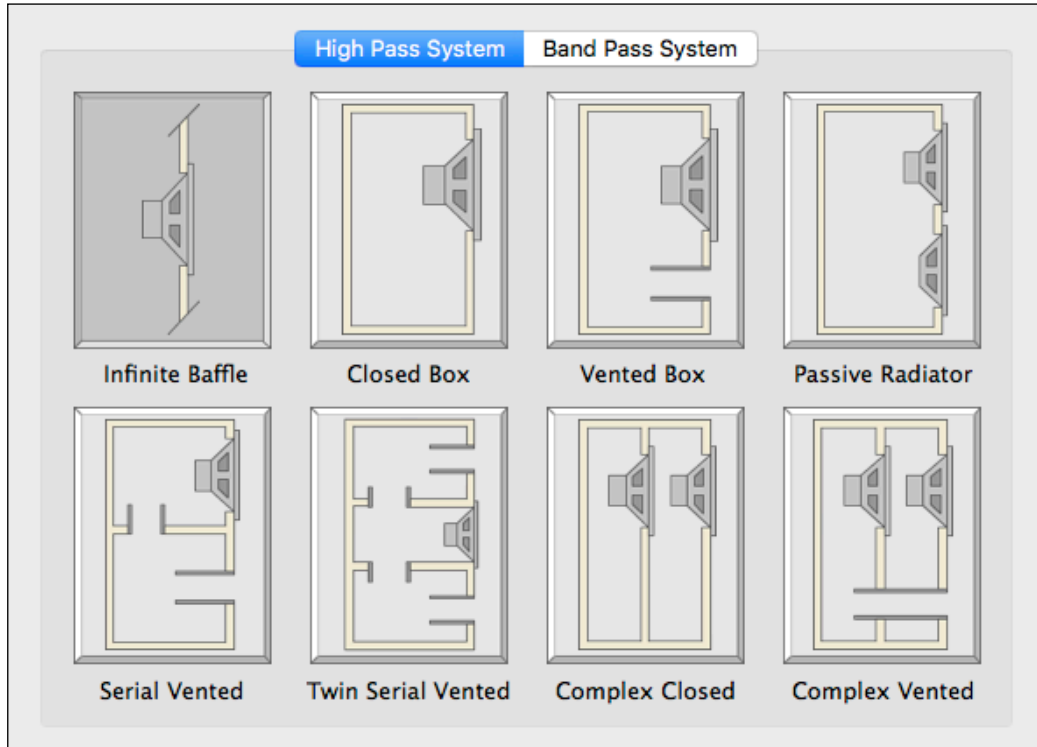 High Pass System
Band Pass System
Infinite Baffle
Closed Box
Vented Box
Passive Radiator
Serial Vented
Twin Serial Vented
Complex Closed
Complex Vented